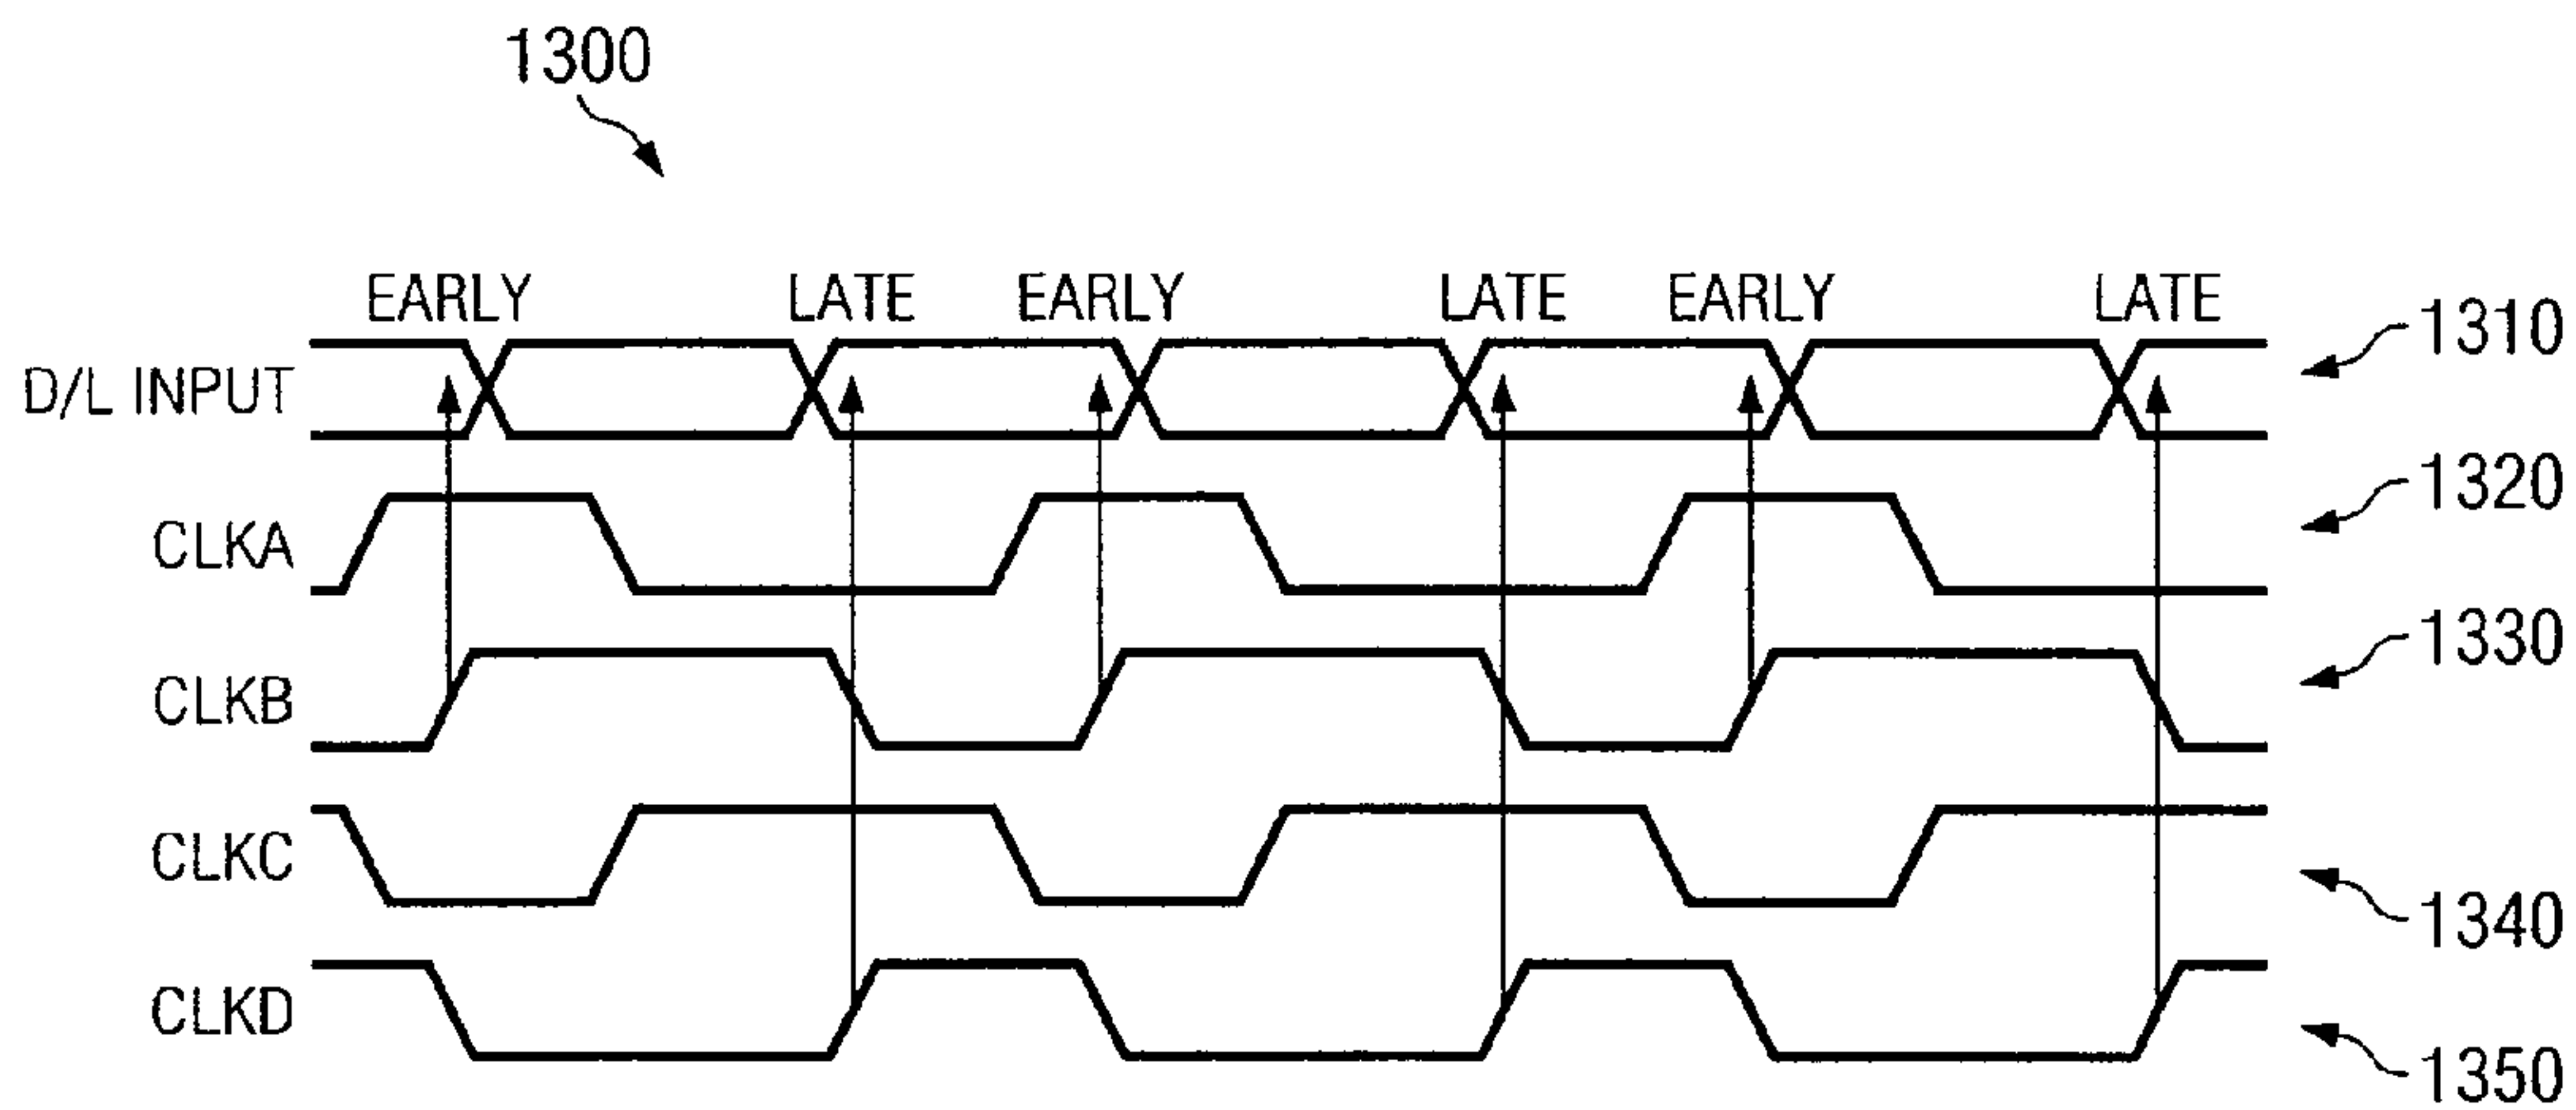 1300
EARLY LATE EARLY LATE EARLY LATE
D/L INPUT 1310
CLKA 1320
CLKB 1330
CLKC 1340
CLKD 1350